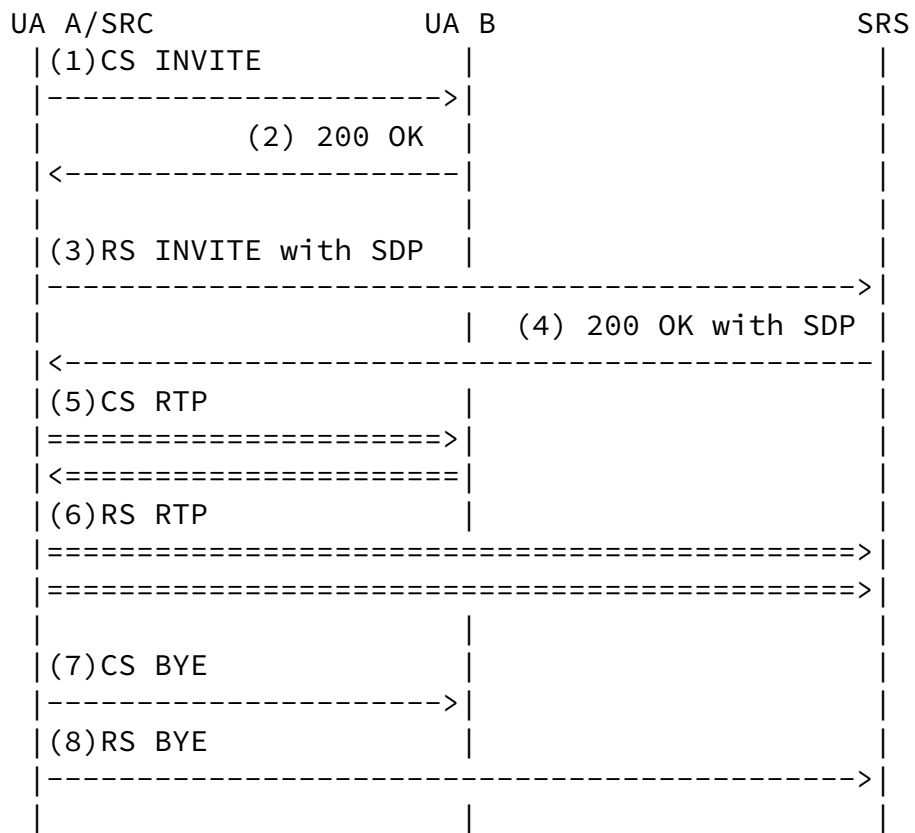 UA A/SRC UA B SRS
(1)CS INVITE
(2) 200 OK
(3)RS INVITE with SDP
(4) 200 OK with SDP
(5)CS RTP
(6)RS RTP
(7)CS BYE
(8)RS BYE